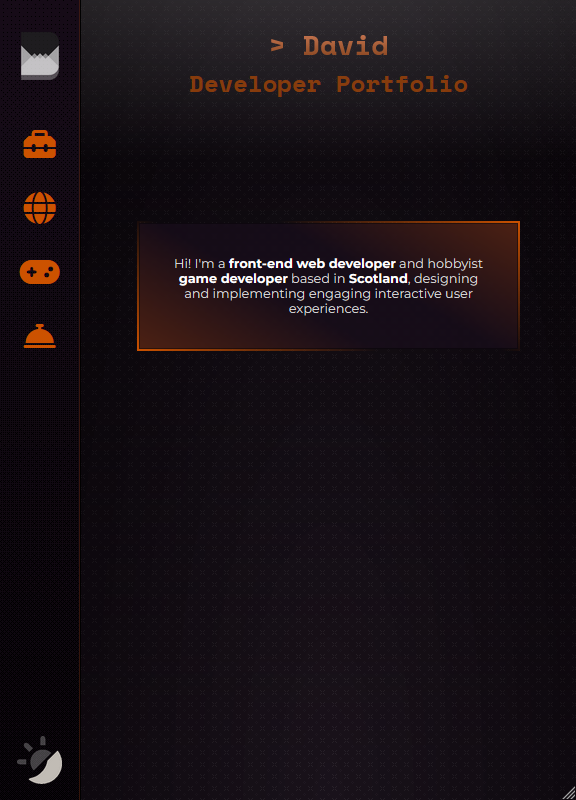 > David
Developer Portfolio
Hi! I'm a front-end web developer and hobbyist
game developer based in Scotland, designing
and implementing engaging interactive user
experiences.